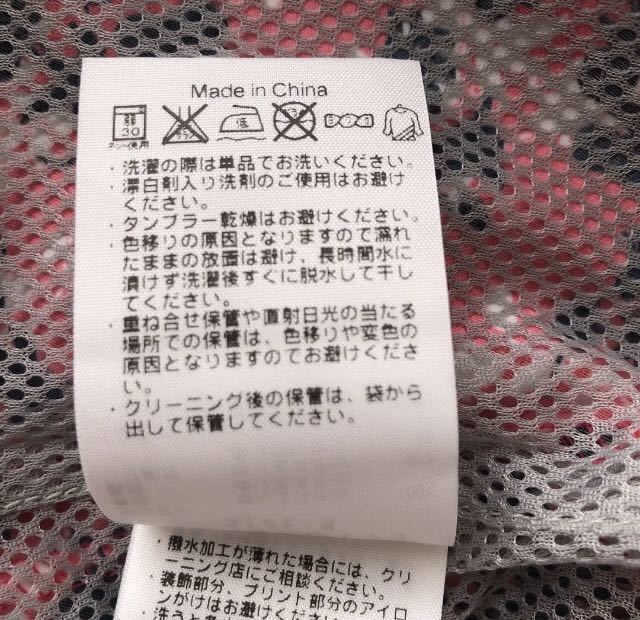 Made in China
弱
30
ネット使用
低
・洗濯の際は単品でお洗いください。
・漂白剤入り洗剤のご使用はお避け
ください。
・タンブラー乾燥はお避けください。
・色移りの原因となりますので濡れ
たままの放置は避け、長時間水に
漬けず洗濯後すぐに脱水して干し
てください。
・重ね合せ保管や直射日光の当たる
場所での保管は、色移りや変色の
原因となりますのでお避けくださ
い。
・クリーニング後の保管は、袋から
出して保管してください。
・撥水加工が薄れた場合には、クリ
ーニング店にご相談ください。
・装飾部分、プリント部分のアイロ
ンがけはお避けください
・洗うと